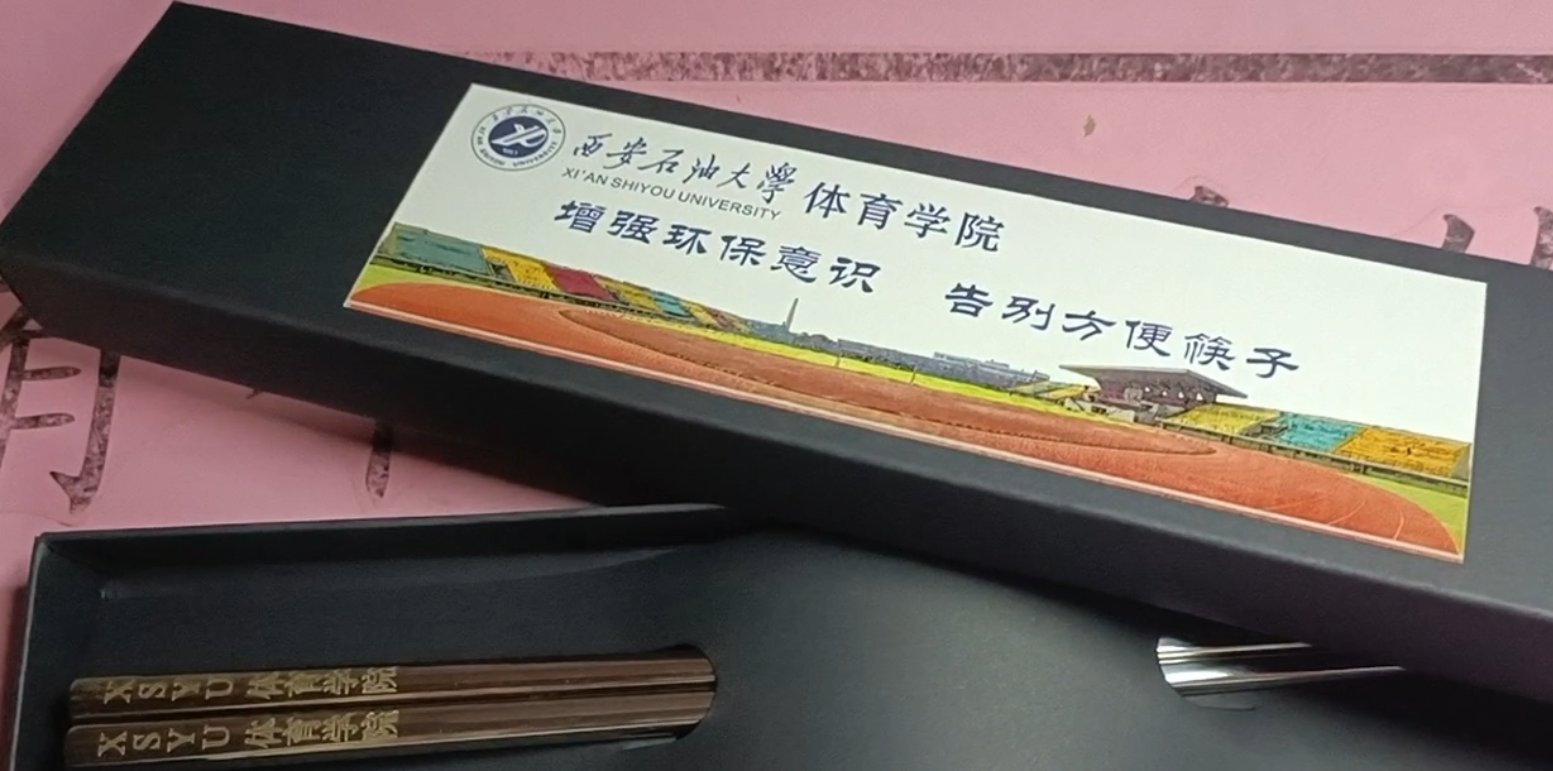 西安石油大學 体育学院
XI'AN SHIYOU UNIVERSITY
增强环保意识 告别方便筷子
XSYU 体育学院
XSYU 体育学院